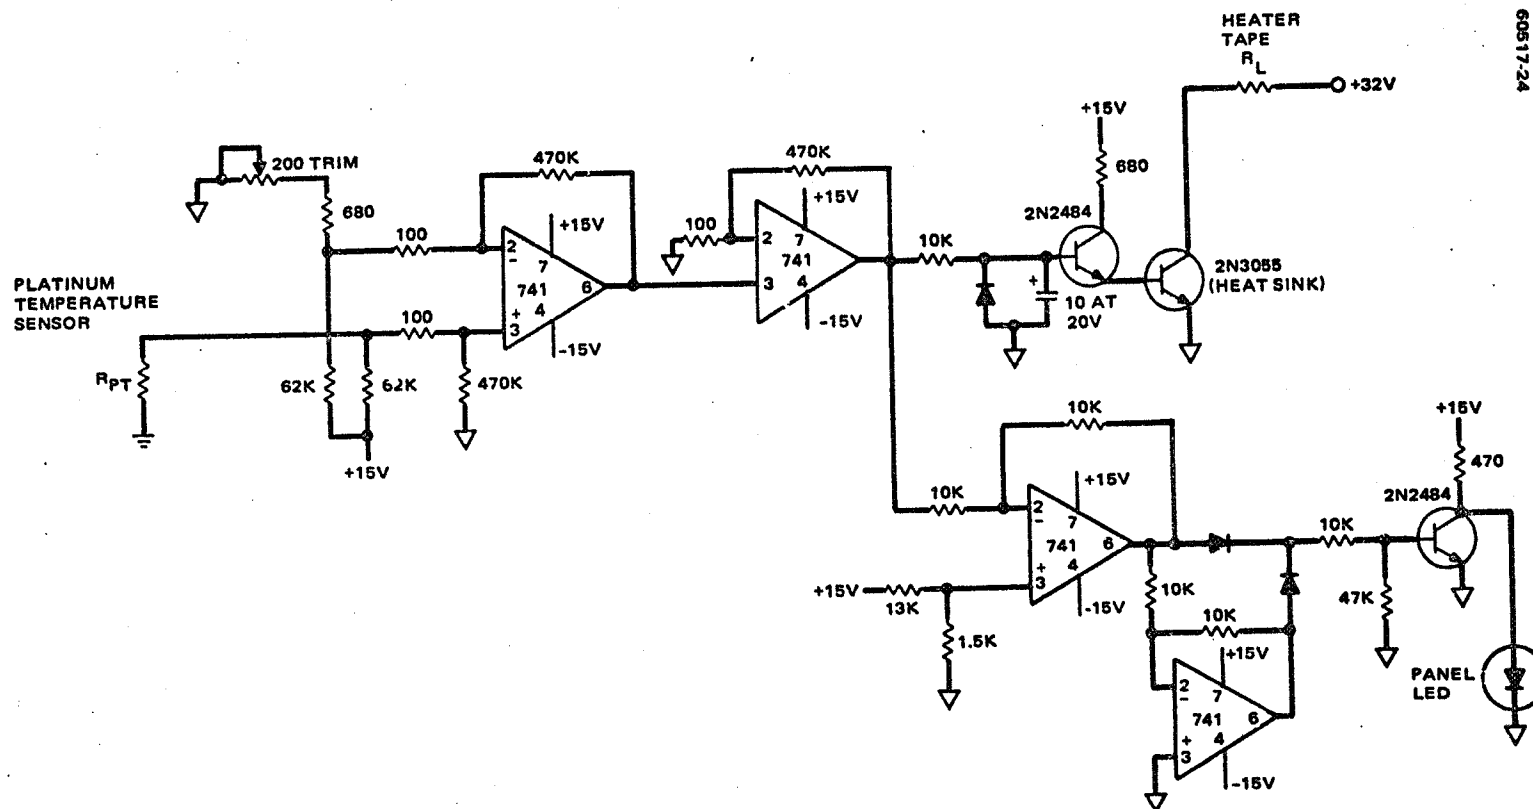 60517-24
HEATER
TAPE
RL
+32V
+15V
680
2N2484
2N3055
(HEAT SINK)
200 TRIM
680
470K
470K
100
2
-
7
+15V
741
6
+
4
3
-15V
100
2
7
+15V
741
4
3
-15V
10K
+
10 AT
20V
PLATINUM
TEMPERATURE
SENSOR
RPT
100
62K
62K
470K
+15V
10K
10K
2
-
7
+15V
741
6
+
4
3
-15V
+15V
13K
1.5K
10K
10K
2
-
7
+15V
741
6
+
4
3
-15V
10K
47K
+15V
470
2N2484
PANEL
LED